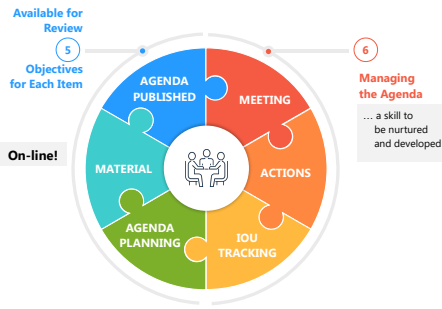 Available for
Review
5
Objectives
for Each Item
On-line!
AGENDA
PUBLISHED
MEETING
ACTIONS
IOU
TRACKING
AGENDA
PLANNING
MATERIAL
6
Managing
the Agenda
... a skill to
be nurtured
and developed